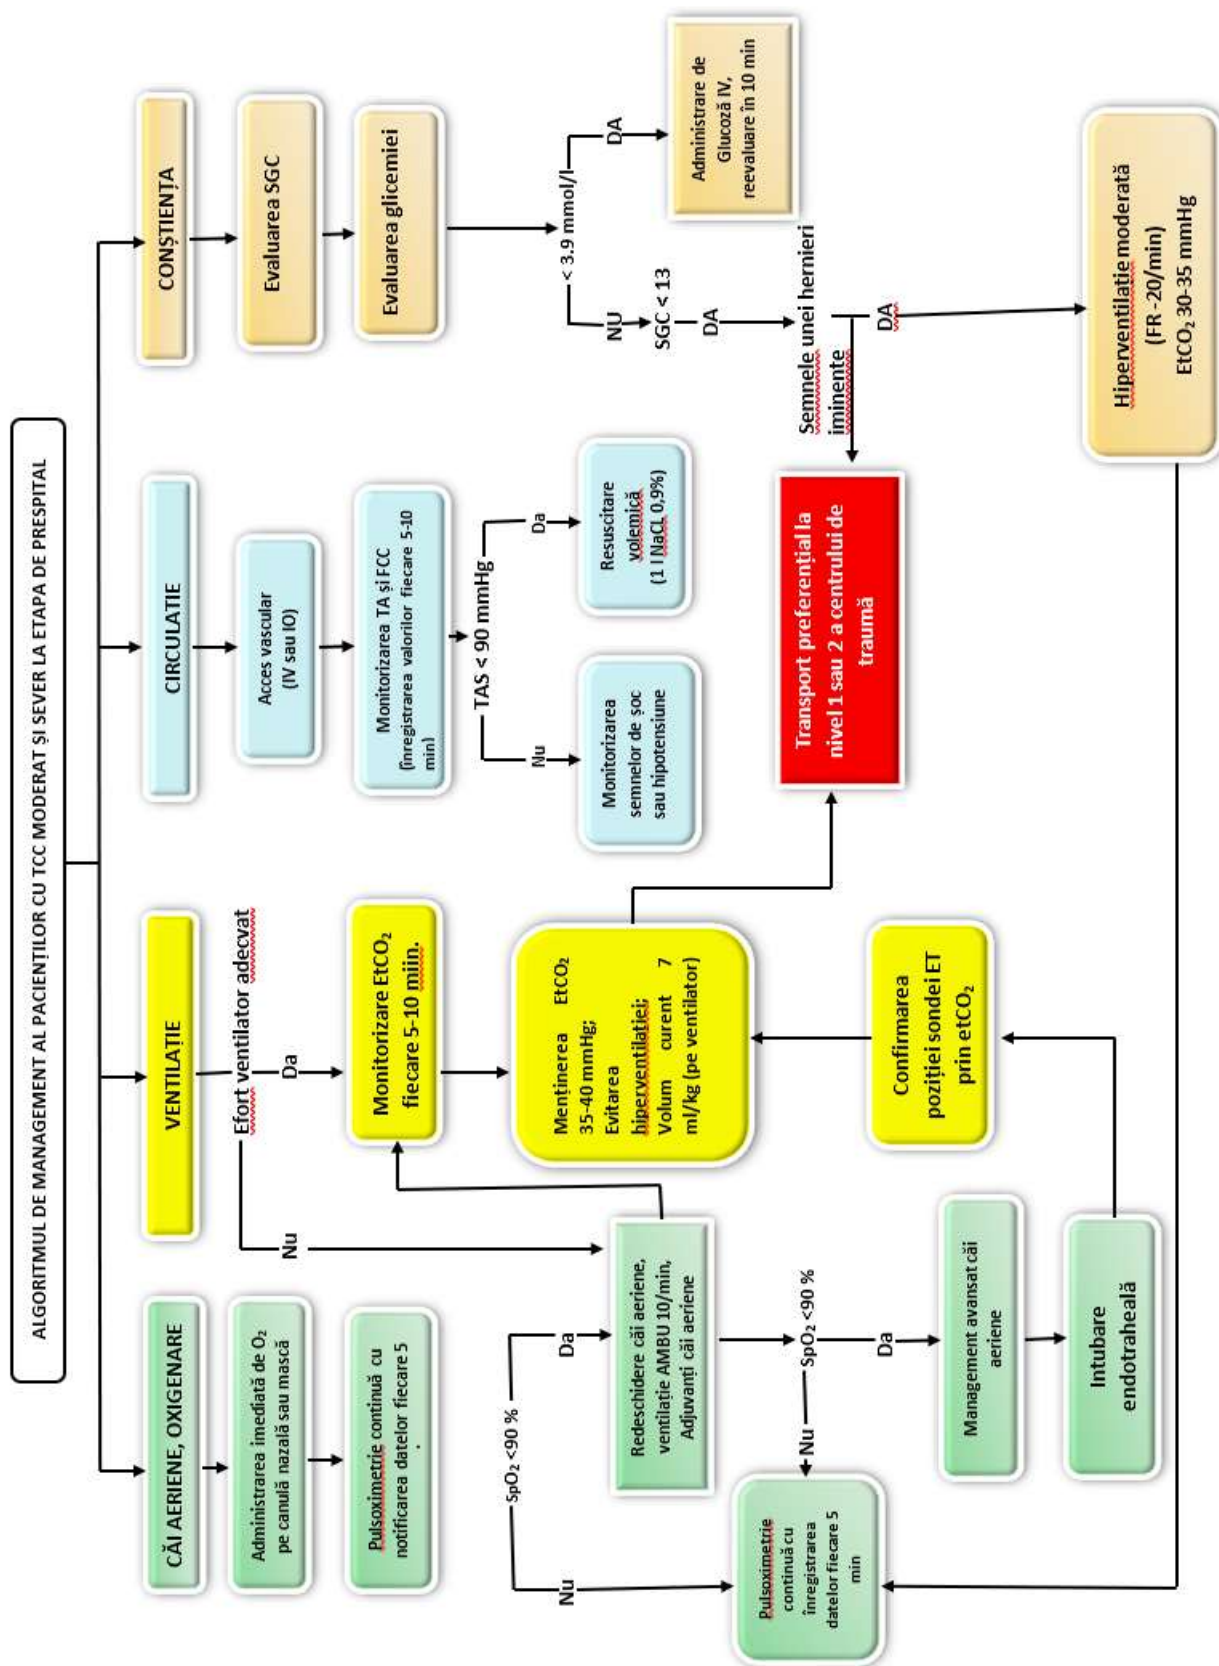 ALGORITMUL DE MANAGEMENT AL PACIENȚILOR CU TCC MODERAT ȘI SEVER LA ETAPA DE PRESPITAL
CĂI AERIENE, OXIGENARE
Administrarea imediată de O₂
pe canulă nazală sau mască
Pulsoximetrie continuă cu
notificarea datelor fiecare 5
.
SpO₂ <90 %
Nu
Da
Redeschidere căi aeriene,
ventilație AMBU 10/min,
Adjuvanți căi aeriene
SpO₂ <90 %
Nu
Da
Pulsoximetrie
continuă cu
înregistrarea
datelor fiecare 5
min
Management avansat căi
aeriene
Intubare
endotraheală
VENTILAȚIE
Efort ventilator adecvat
Nu
Da
Monitorizare EtCO₂
fiecare 5-10 miin.
Menținerea EtCO₂
35-40 mmHg;
Evitarea
hiperventilației;
Volum curent 7
ml/kg (pe ventilator)
Confirmarea
poziției sondei ET
prin etCO₂
CIRCULATIE
Acces vascular
(IV sau IO)
Monitorizarea TA și FCC
(înregistrarea valorilor fiecare 5-10
min)
TAS < 90 mmHg
Nu
Da
Monitorizarea
semnelor de șoc
sau hipotensiune
Resuscitare
volemică
(1 l NaCL 0,9%)
Transport preferențial la
nivel 1 sau 2 a centrului de
traumă
CONȘTIENȚA
Evaluarea SGC
Evaluarea glicemiei
< 3.9 mmol/l
NU
DA
SGC < 13
DA
Administrare de
Glucoză IV,
reevaluare în 10 min
Semnele unei hernieri
iminente
DA
Hiperventilatie moderată
(FR -20/min)
EtCO₂ 30-35 mmHg